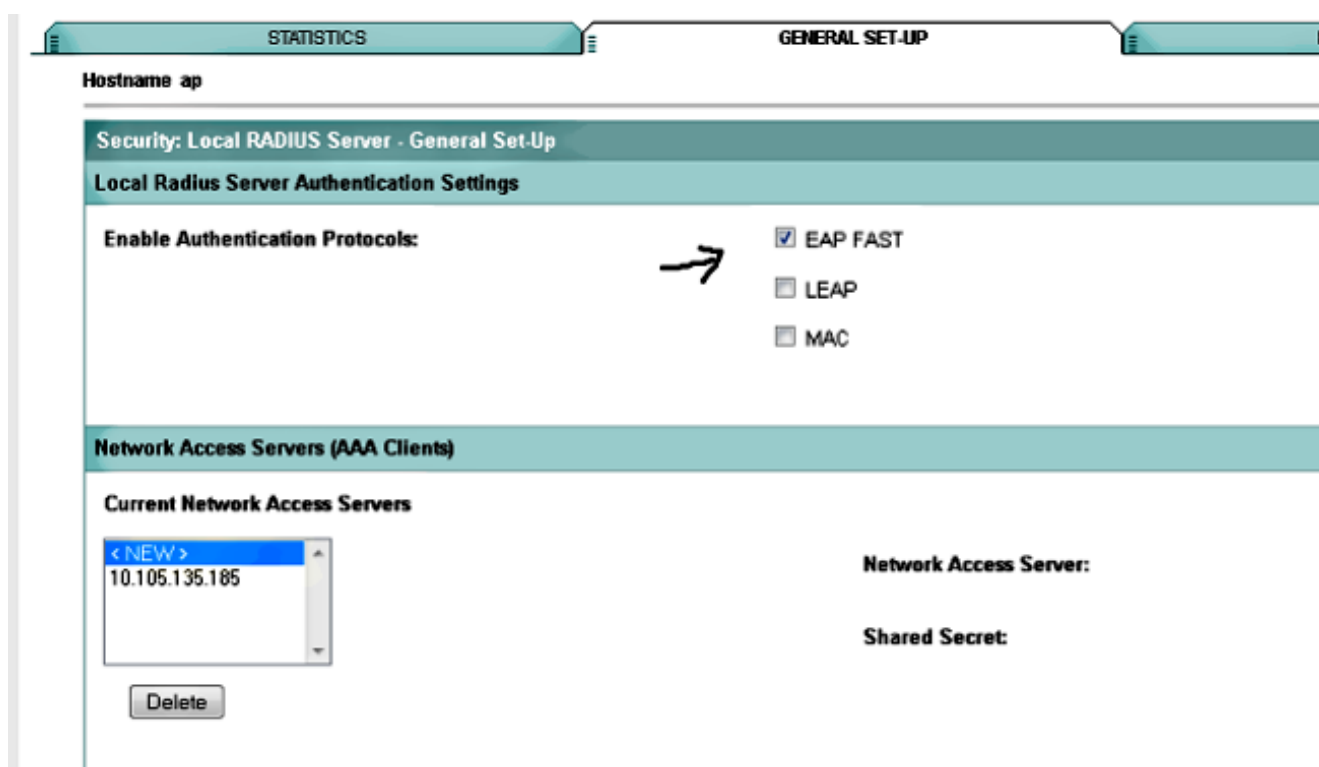 STATISTICS
GENERAL SET-UP
Hostname ap
Security: Local RADIUS Server - General Set-Up
Local Radius Server Authentication Settings
Enable Authentication Protocols:
EAP FAST
LEAP
MAC
Network Access Servers (AAA Clients)
Current Network Access Servers
< NEW >
10.105.135.185
Network Access Server:
Shared Secret:
Delete